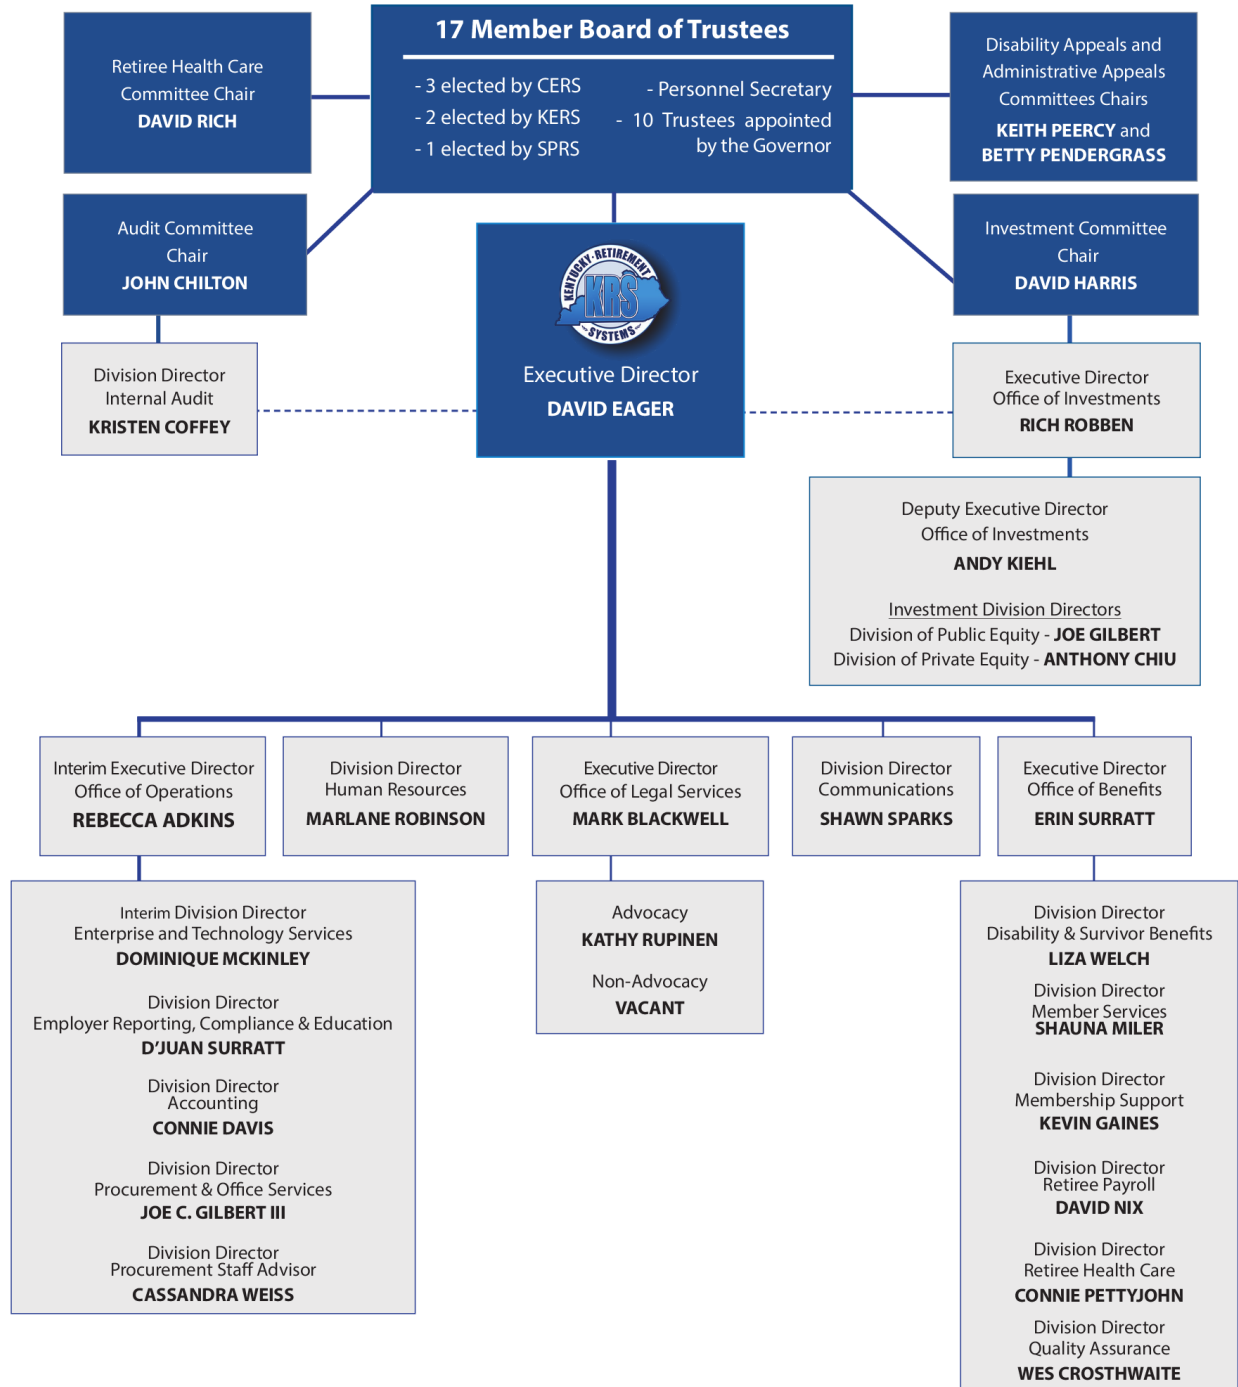 17 Member Board of Trustees
- 3 elected by CERS
- 2 elected by KERS
- 1 elected by SPRS
- Personnel Secretary
- 10 Trustees appointed
by the Governor
Retiree Health Care
Committee Chair
DAVID RICH
Disability Appeals and
Administrative Appeals
Committees Chairs
KEITH PEERCY and
BETTY PENDERGRASS
Audit Committee
Chair
JOHN CHILTON
Investment Committee
Chair
DAVID HARRIS
KENTUCKY · RETIREMENT
KRS
SYSTEMS
Executive Director
DAVID EAGER
Division Director
Internal Audit
KRISTEN COFFEY
Executive Director
Office of Investments
RICH ROBBEN
Deputy Executive Director
Office of Investments
ANDY KIEHL
Investment Division Directors
Division of Public Equity - JOE GILBERT
Division of Private Equity - ANTHONY CHIU
Interim Executive Director
Office of Operations
REBECCA ADKINS
Division Director
Human Resources
MARLANE ROBINSON
Executive Director
Office of Legal Services
MARK BLACKWELL
Division Director
Communications
SHAWN SPARKS
Executive Director
Office of Benefits
ERIN SURRATT
Interim Division Director
Enterprise and Technology Services
DOMINIQUE MCKINLEY
Division Director
Employer Reporting, Compliance & Education
D’JUAN SURRATT
Division Director
Accounting
CONNIE DAVIS
Division Director
Procurement & Office Services
JOE C. GILBERT III
Division Director
Procurement Staff Advisor
CASSANDRA WEISS
Advocacy
KATHY RUPINEN
Non-Advocacy
VACANT
Division Director
Disability & Survivor Benefits
LIZA WELCH
Division Director
Member Services
SHAUNA MILER
Division Director
Membership Support
KEVIN GAINES
Division Director
Retiree Payroll
DAVID NIX
Division Director
Retiree Health Care
CONNIE PETTYJOHN
Division Director
Quality Assurance
WES CROSTHWAITE